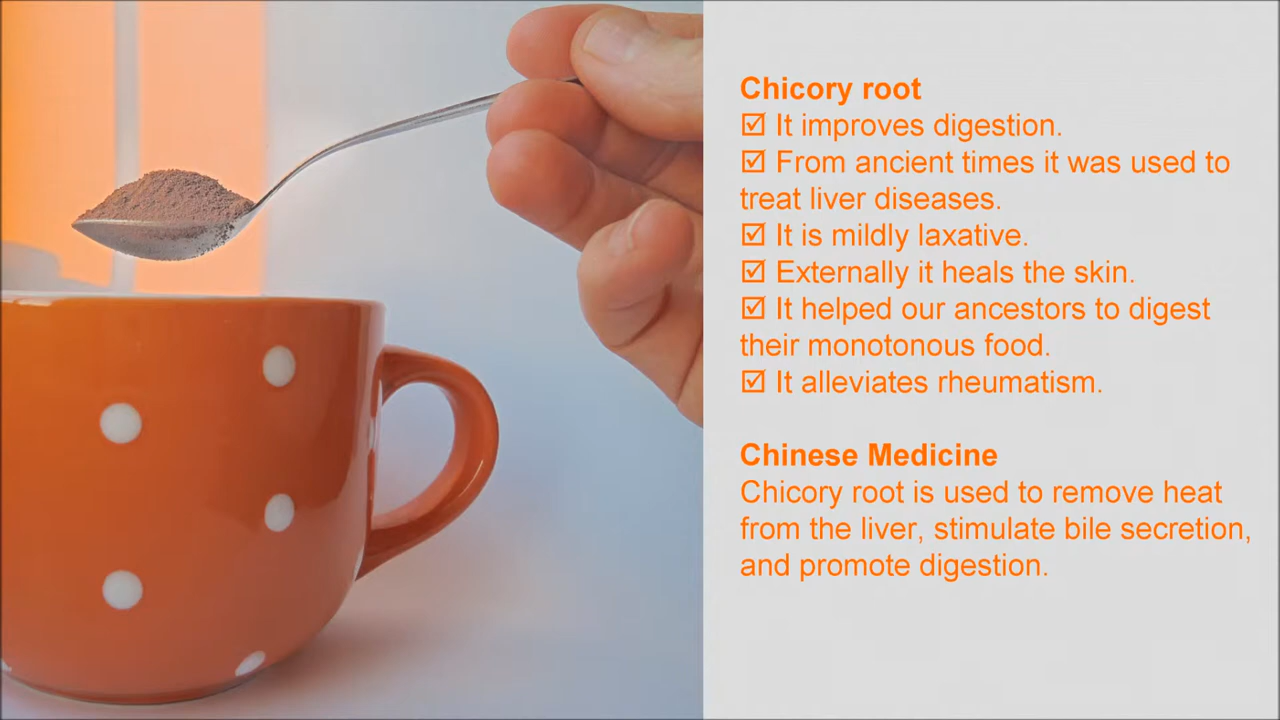 Chicory root
☑ It improves digestion.
☑ From ancient times it was used to
treat liver diseases.
☑ It is mildly laxative.
☑ Externally it heals the skin.
☑ It helped our ancestors to digest
their monotonous food.
☑ It alleviates rheumatism.
Chinese Medicine
Chicory root is used to remove heat
from the liver, stimulate bile secretion,
and promote digestion.